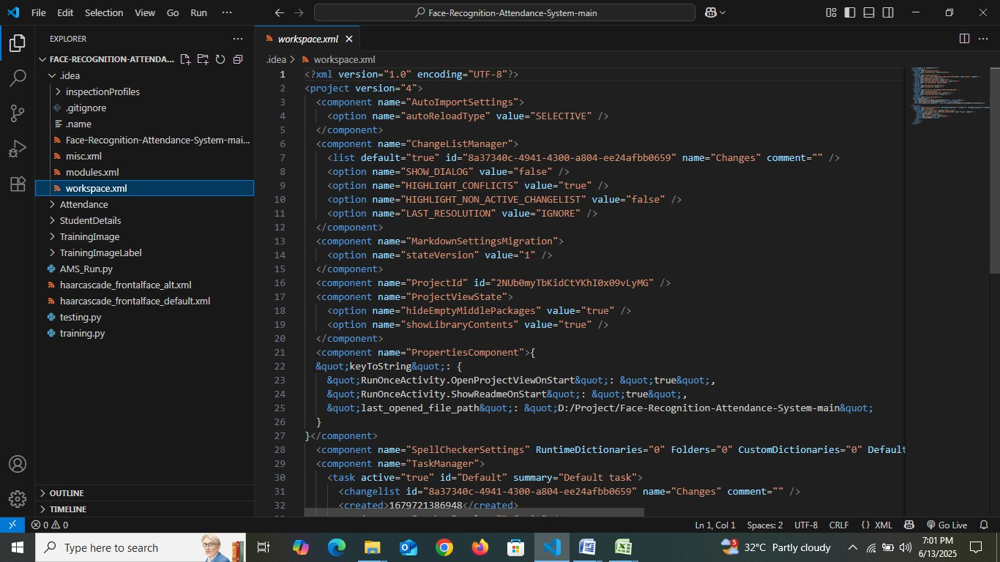 File Edit Selection View Go Run ···
Face-Recognition-Attendance-System-main
EXPLORER
FACE-RECOGNITION-ATTENDA...
.idea
inspectionProfiles
.gitignore
.name
Face-Recognition-Attendance-System-mai...
misc.xml
modules.xml
workspace.xml
Attendance
StudentDetails
TrainingImage
TrainingImageLabel
AMS_Run.py
haarcascade_frontalface_alt.xml
haarcascade_frontalface_default.xml
testing.py
training.py
OUTLINE
TIMELINE
workspace.xml
.idea > workspace.xml
1 <?xml version="1.0" encoding="UTF-8"?>
2 <project version="4">
3 <component name="AutoImportSettings">
4 <option name="autoReloadType" value="SELECTIVE" />
5 </component>
6 <component name="ChangeListManager">
7 <list default="true" id="8a37340c-4941-4300-a804-ee24afbb0659" name="Changes" comment="" />
8 <option name="SHOW_DIALOG" value="false" />
9 <option name="HIGHLIGHT_CONFLICTS" value="true" />
10 <option name="HIGHLIGHT_NON_ACTIVE_CHANGELIST" value="false" />
11 <option name="LAST_RESOLUTION" value="IGNORE" />
12 </component>
13 <component name="MarkdownSettingsMigration">
14 <option name="stateVersion" value="1" />
15 </component>
16 <component name="ProjectId" id="2NUb0myTbKidCtYKhI0x09vLyMG" />
17 <component name="ProjectViewState">
18 <option name="hideEmptyMiddlePackages" value="true" />
19 <option name="showLibraryContents" value="true" />
20 </component>
21 <component name="PropertiesComponent">{
22 &quot;keyToString&quot;: {
23 &quot;RunOnceActivity.OpenProjectViewOnStart&quot;: &quot;true&quot;,
24 &quot;RunOnceActivity.ShowReadmeOnStart&quot;: &quot;true&quot;,
25 &quot;last_opened_file_path&quot;: &quot;D:/Project/Face-Recognition-Attendance-System-main&quot;
26 }
27 }</component>
28 <component name="SpellCheckerSettings" RuntimeDictionaries="0" Folders="0" CustomDictionaries="0" Default
29 <component name="TaskManager">
30 <task active="true" id="Default" summary="Default task">
31 <changelist id="8a37340c-4941-4300-a804-ee24afbb0659" name="Changes" comment="" />
32 <created>1679721386948</created>
0 0 Ln 1, Col 1 Spaces: 2 UTF-8 CRLF {} XML Go Live
Type here to search
5 32°C Partly cloudy
7:01 PM
6/13/2025